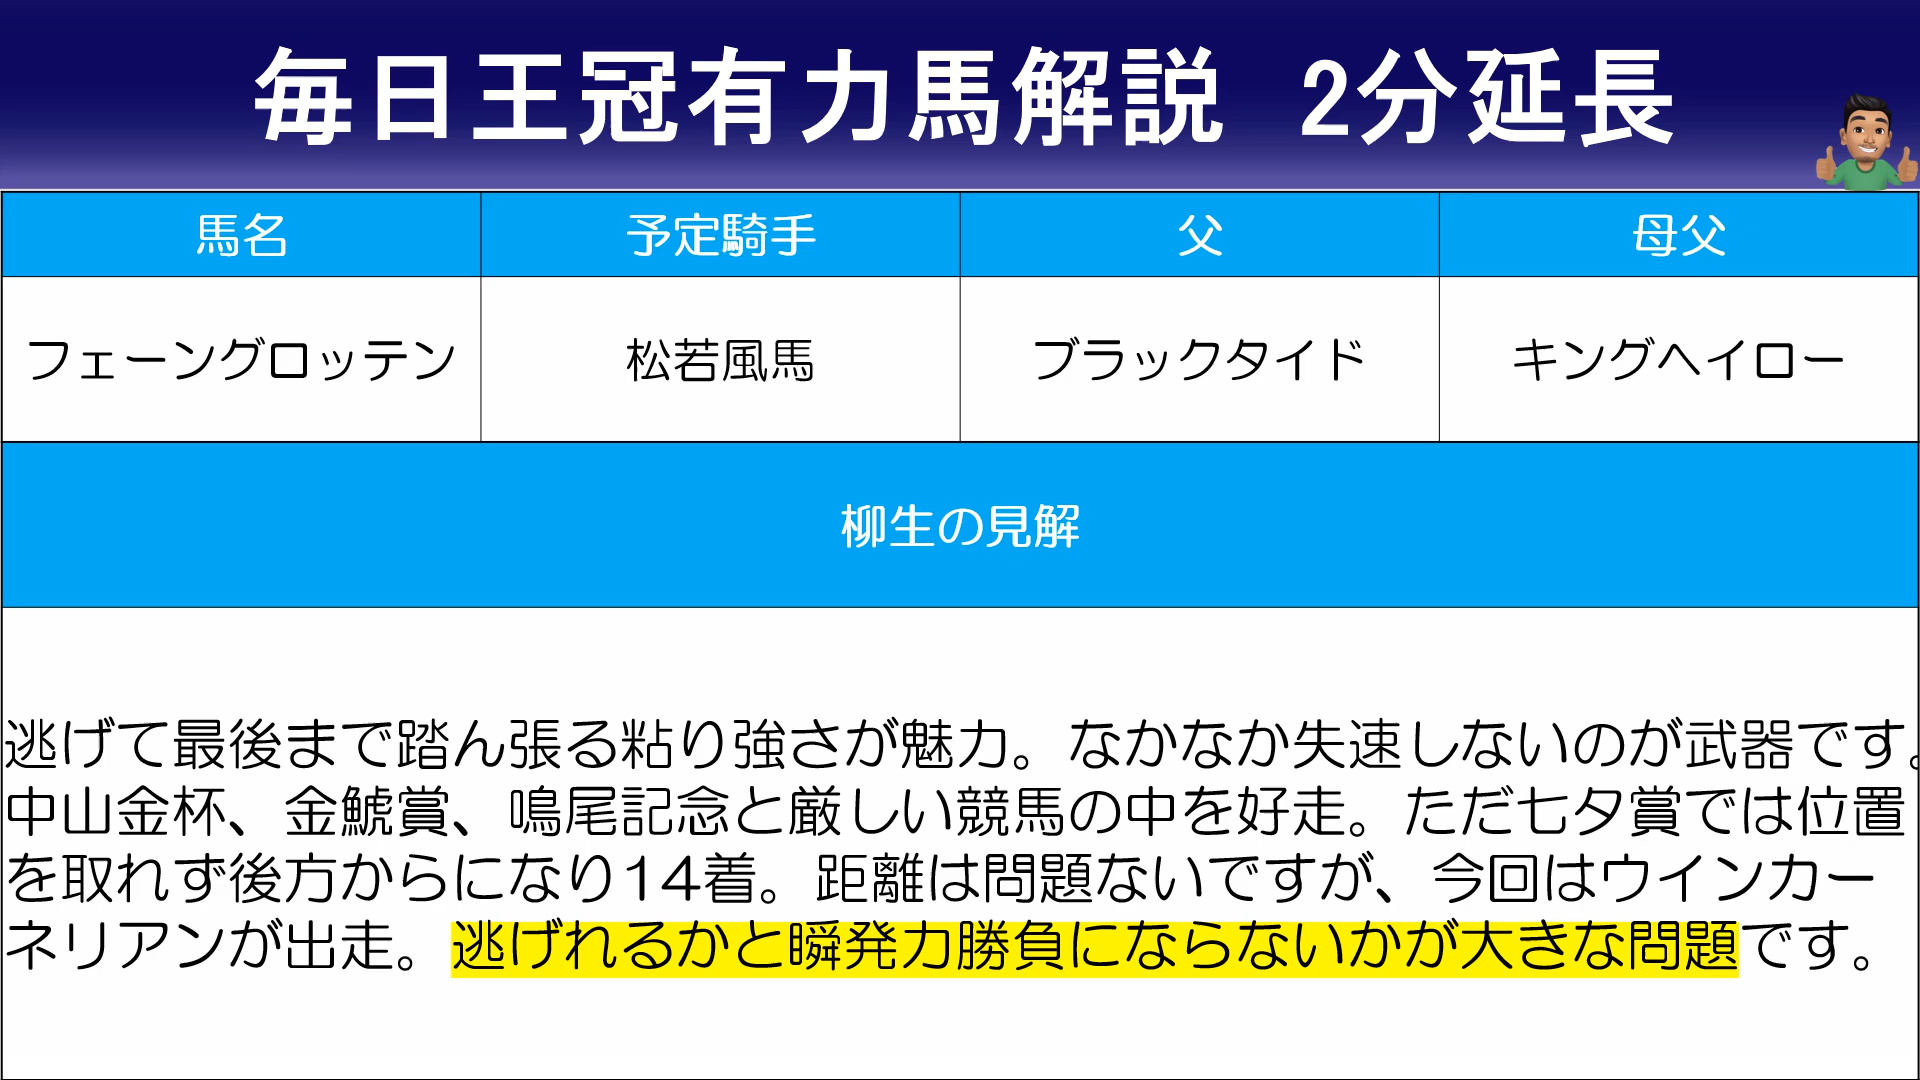 毎日王冠有力馬解説　2分延長
馬名
予定騎手
父
母父
フェーングロッテン
松若風馬
ブラックタイド
キングヘイロー
柳生の見解
逃げて最後まで踏ん張る粘り強さが魅力。なかなか失速しないのが武器です。
中山金杯、金鯱賞、鳴尾記念と厳しい競馬の中を好走。ただ七夕賞では位置
を取れず後方からになり14着。距離は問題ないですが、今回はウインカー
ネリアンが出走。逃げれるかと瞬発力勝負にならないかが大きな問題です。